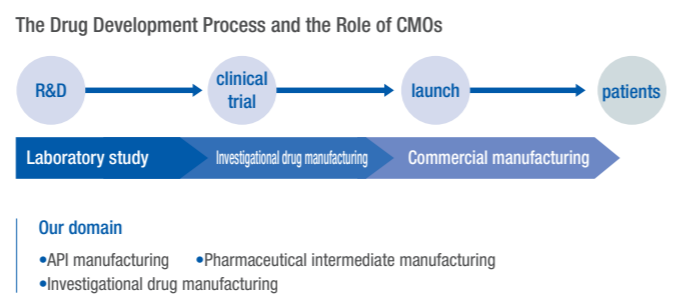 The Drug Development Process and the Role of CMOs
R&D
clinical
trial
launch
patients
Laboratory study
Investigational drug manufacturing
Commercial manufacturing
Our domain
•API manufacturing •Pharmaceutical intermediate manufacturing
•Investigational drug manufacturing